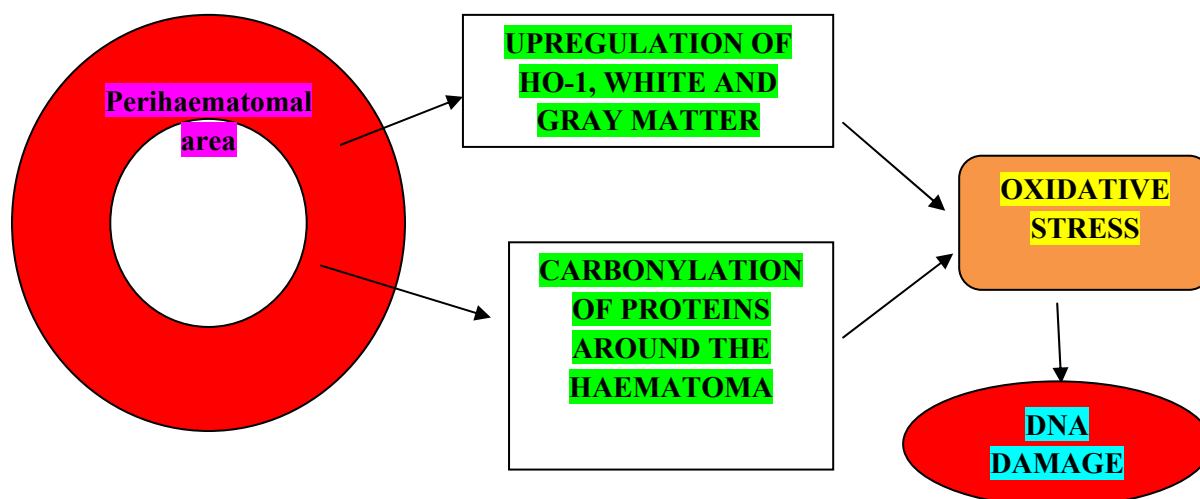 Perihaematomal
area
UPREGULATION OF
HO-1, WHITE AND
GRAY MATTER
CARBONYLATION
OF PROTEINS
AROUND THE
HAEMATOMA
OXIDATIVE
STRESS
DNA
DAMAGE